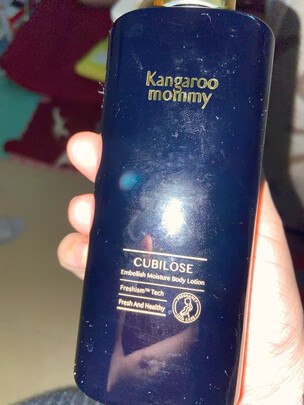 Kangaroo
mommy
CUBILOSE
Embellish Moisture Body Lotion
Freshism™ Tech
Fresh And Healthy